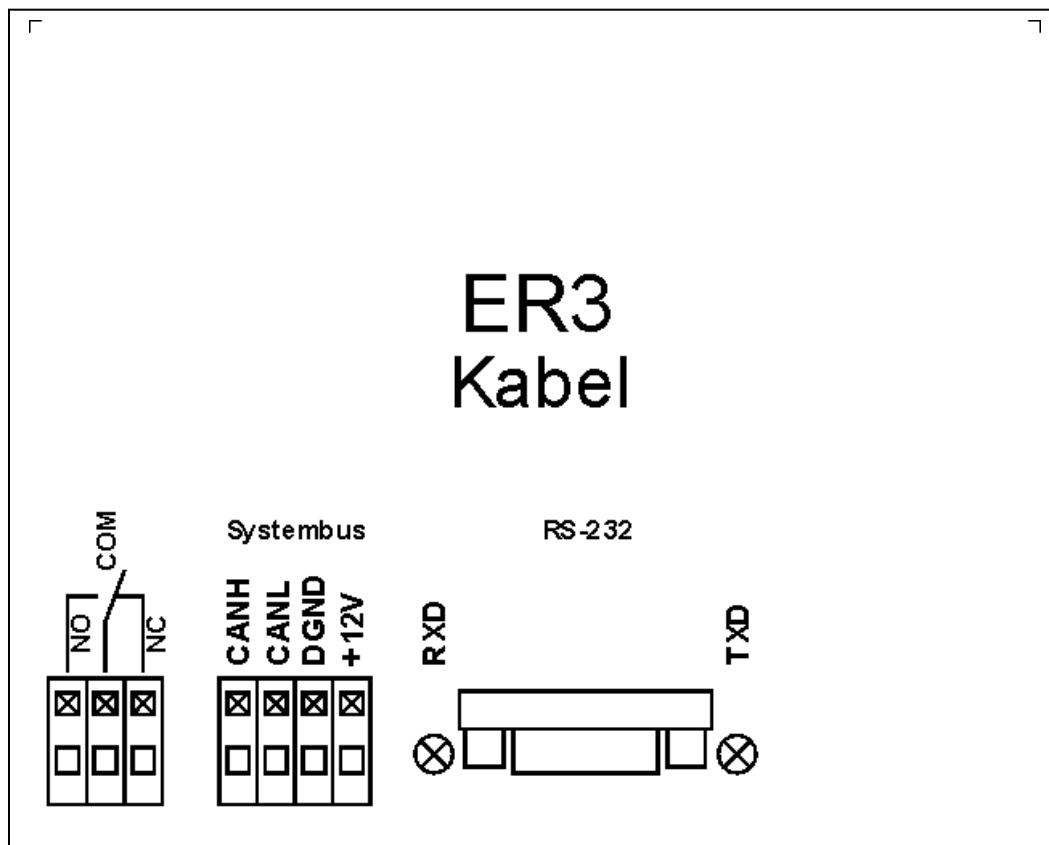 ER3
Kabel
COM
NO
NC
Systembus
CANH
CANL
DGND
+12V
RS-232
RXD
TXD